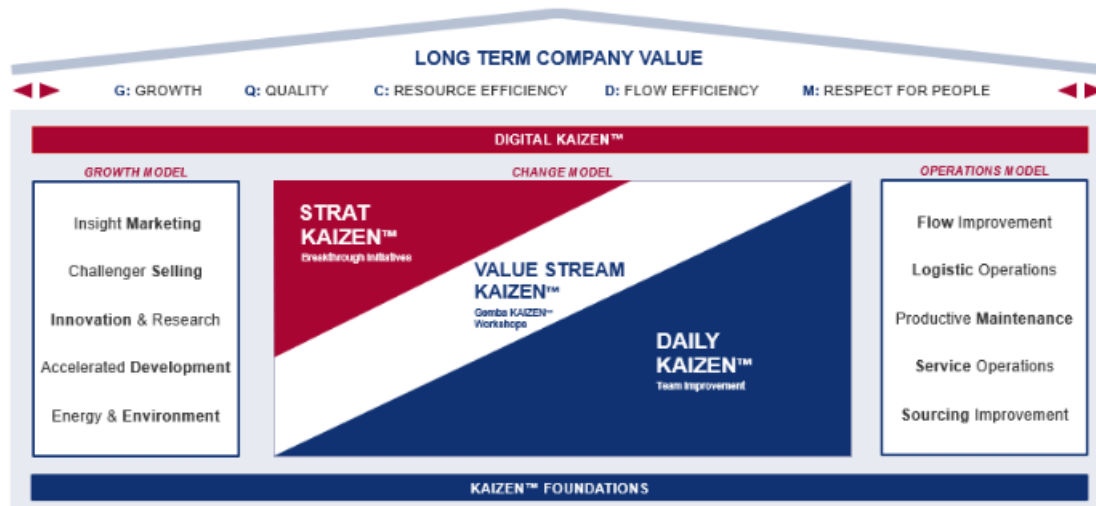 LONG TERM COMPANY VALUE
G: GROWTH Q: QUALITY C: RESOURCE EFFICIENCY D: FLOW EFFICIENCY M: RESPECT FOR PEOPLE
DIGITAL KAIZEN™
GROWTH MODEL
Insight Marketing
Challenger Selling
Innovation & Research
Accelerated Development
Energy & Environment
CHANGE MODEL
STRAT
KAIZEN™
Breakthrough Initiatives
VALUE STREAM
KAIZEN™
Gemba KAIZEN™
Workshops
DAILY
KAIZEN™
Team Improvement
OPERATIONS MODEL
Flow Improvement
Logistic Operations
Productive Maintenance
Service Operations
Sourcing Improvement
KAIZEN™ FOUNDATIONS